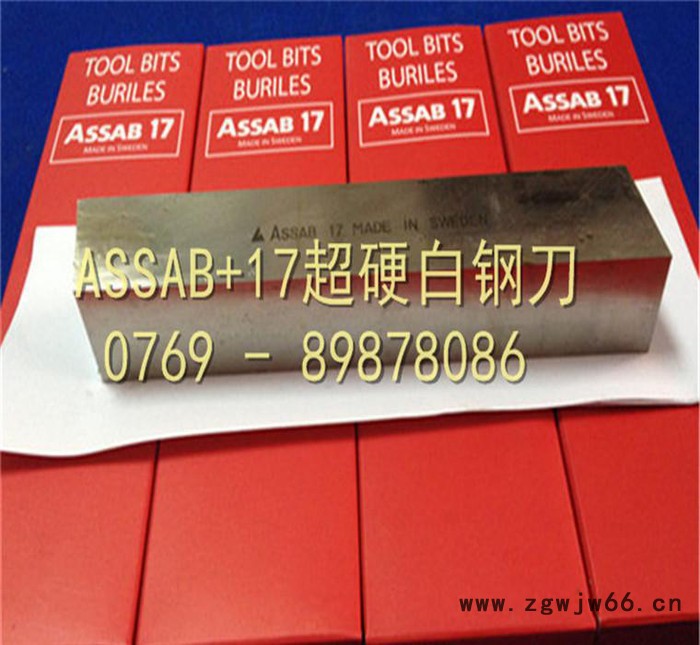 TOOL BITS
BURILES
ASSAB 17
MADE IN SWEDEN
TOOL BITS
BURILES
ASSAB 17
MADE IN SWEDEN
TOOL BITS
BURILES
ASSAB 17
MADE IN SWEDEN
TOOL BITS
BURILES
ASSAB 17
MADE IN SWEDEN
ASSAB 17 MADE IN SWEDEN
ASSAB+17超硬白钢刀
0769 - 89878086
www.zgwjw66.cn